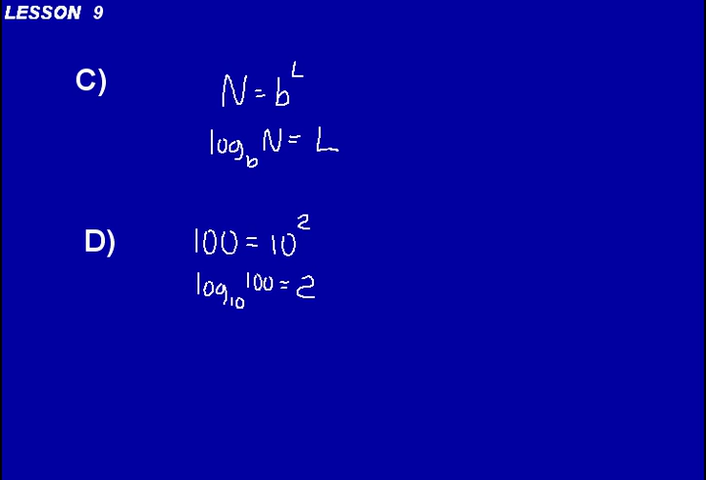 LESSON 9
C) N = b^L
log_b N = L
D) 100 = 10^2
log_10 100 = 2